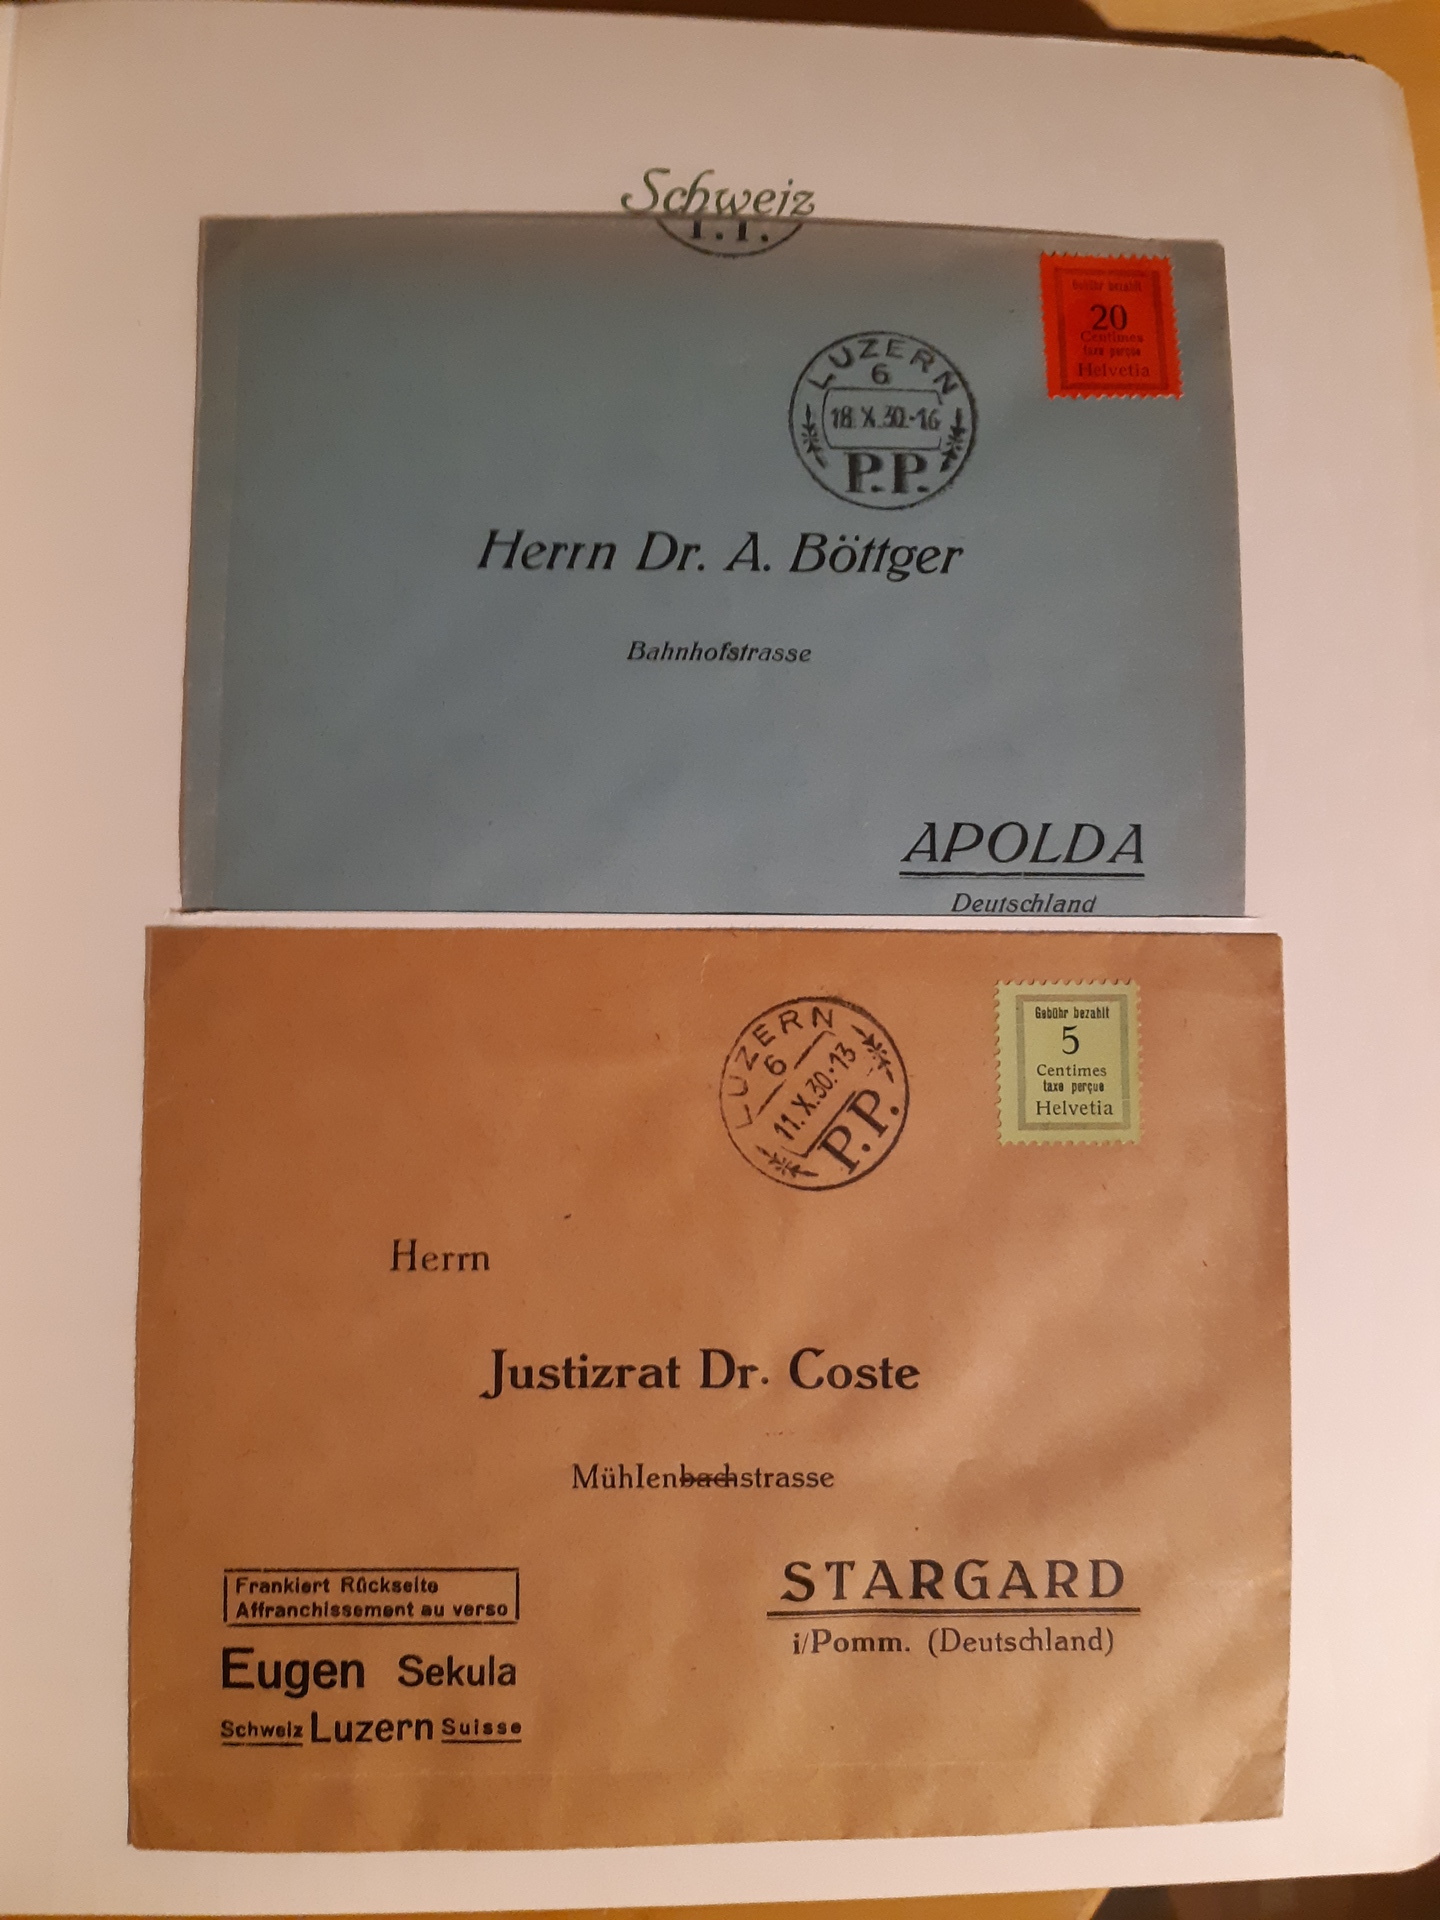 Schweiz
P.P.
Gebühr bezahlt
20
Centimes
taxe perçue
Helvetia
LUZERN
6
18.X.30.-16
P.P.
Herrn Dr. A. Böttger
Bahnhofstrasse
APOLDA
Deutschland
Gebühr bezahlt
5
Centimes
taxe perçue
Helvetia
LUZERN
6
11.X.30.-13
P.P.
Herrn
Justizrat Dr. Coste
Mühlenbachstrasse
STARGARD
i/Pomm. (Deutschland)
Frankiert Rückseite
Affranchissement au verso
Eugen Sekula
Schweiz Luzern Suisse